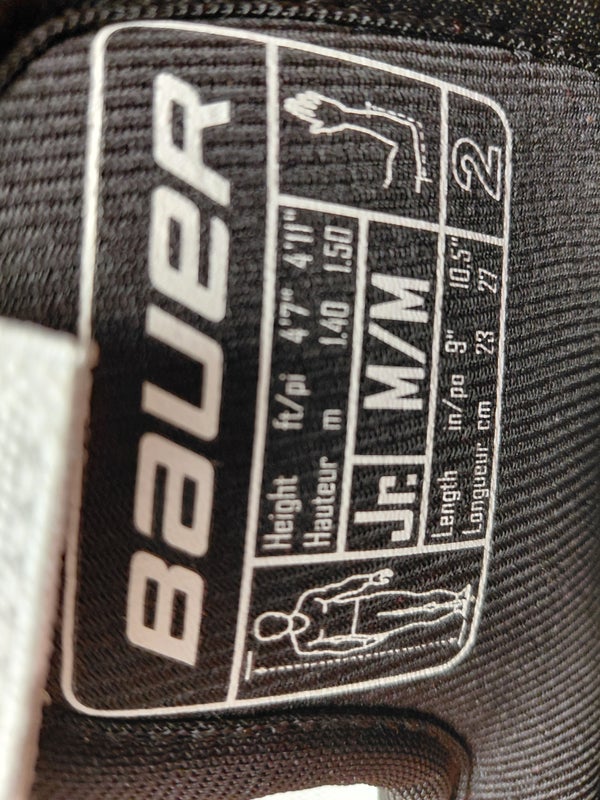 BAUER
Height ft/pi 4'7" 4'11"
Hauteur m 1.40 1.50
Jr. M/M
Length in/po 9" 10.5"
Longueur cm 23 27
2